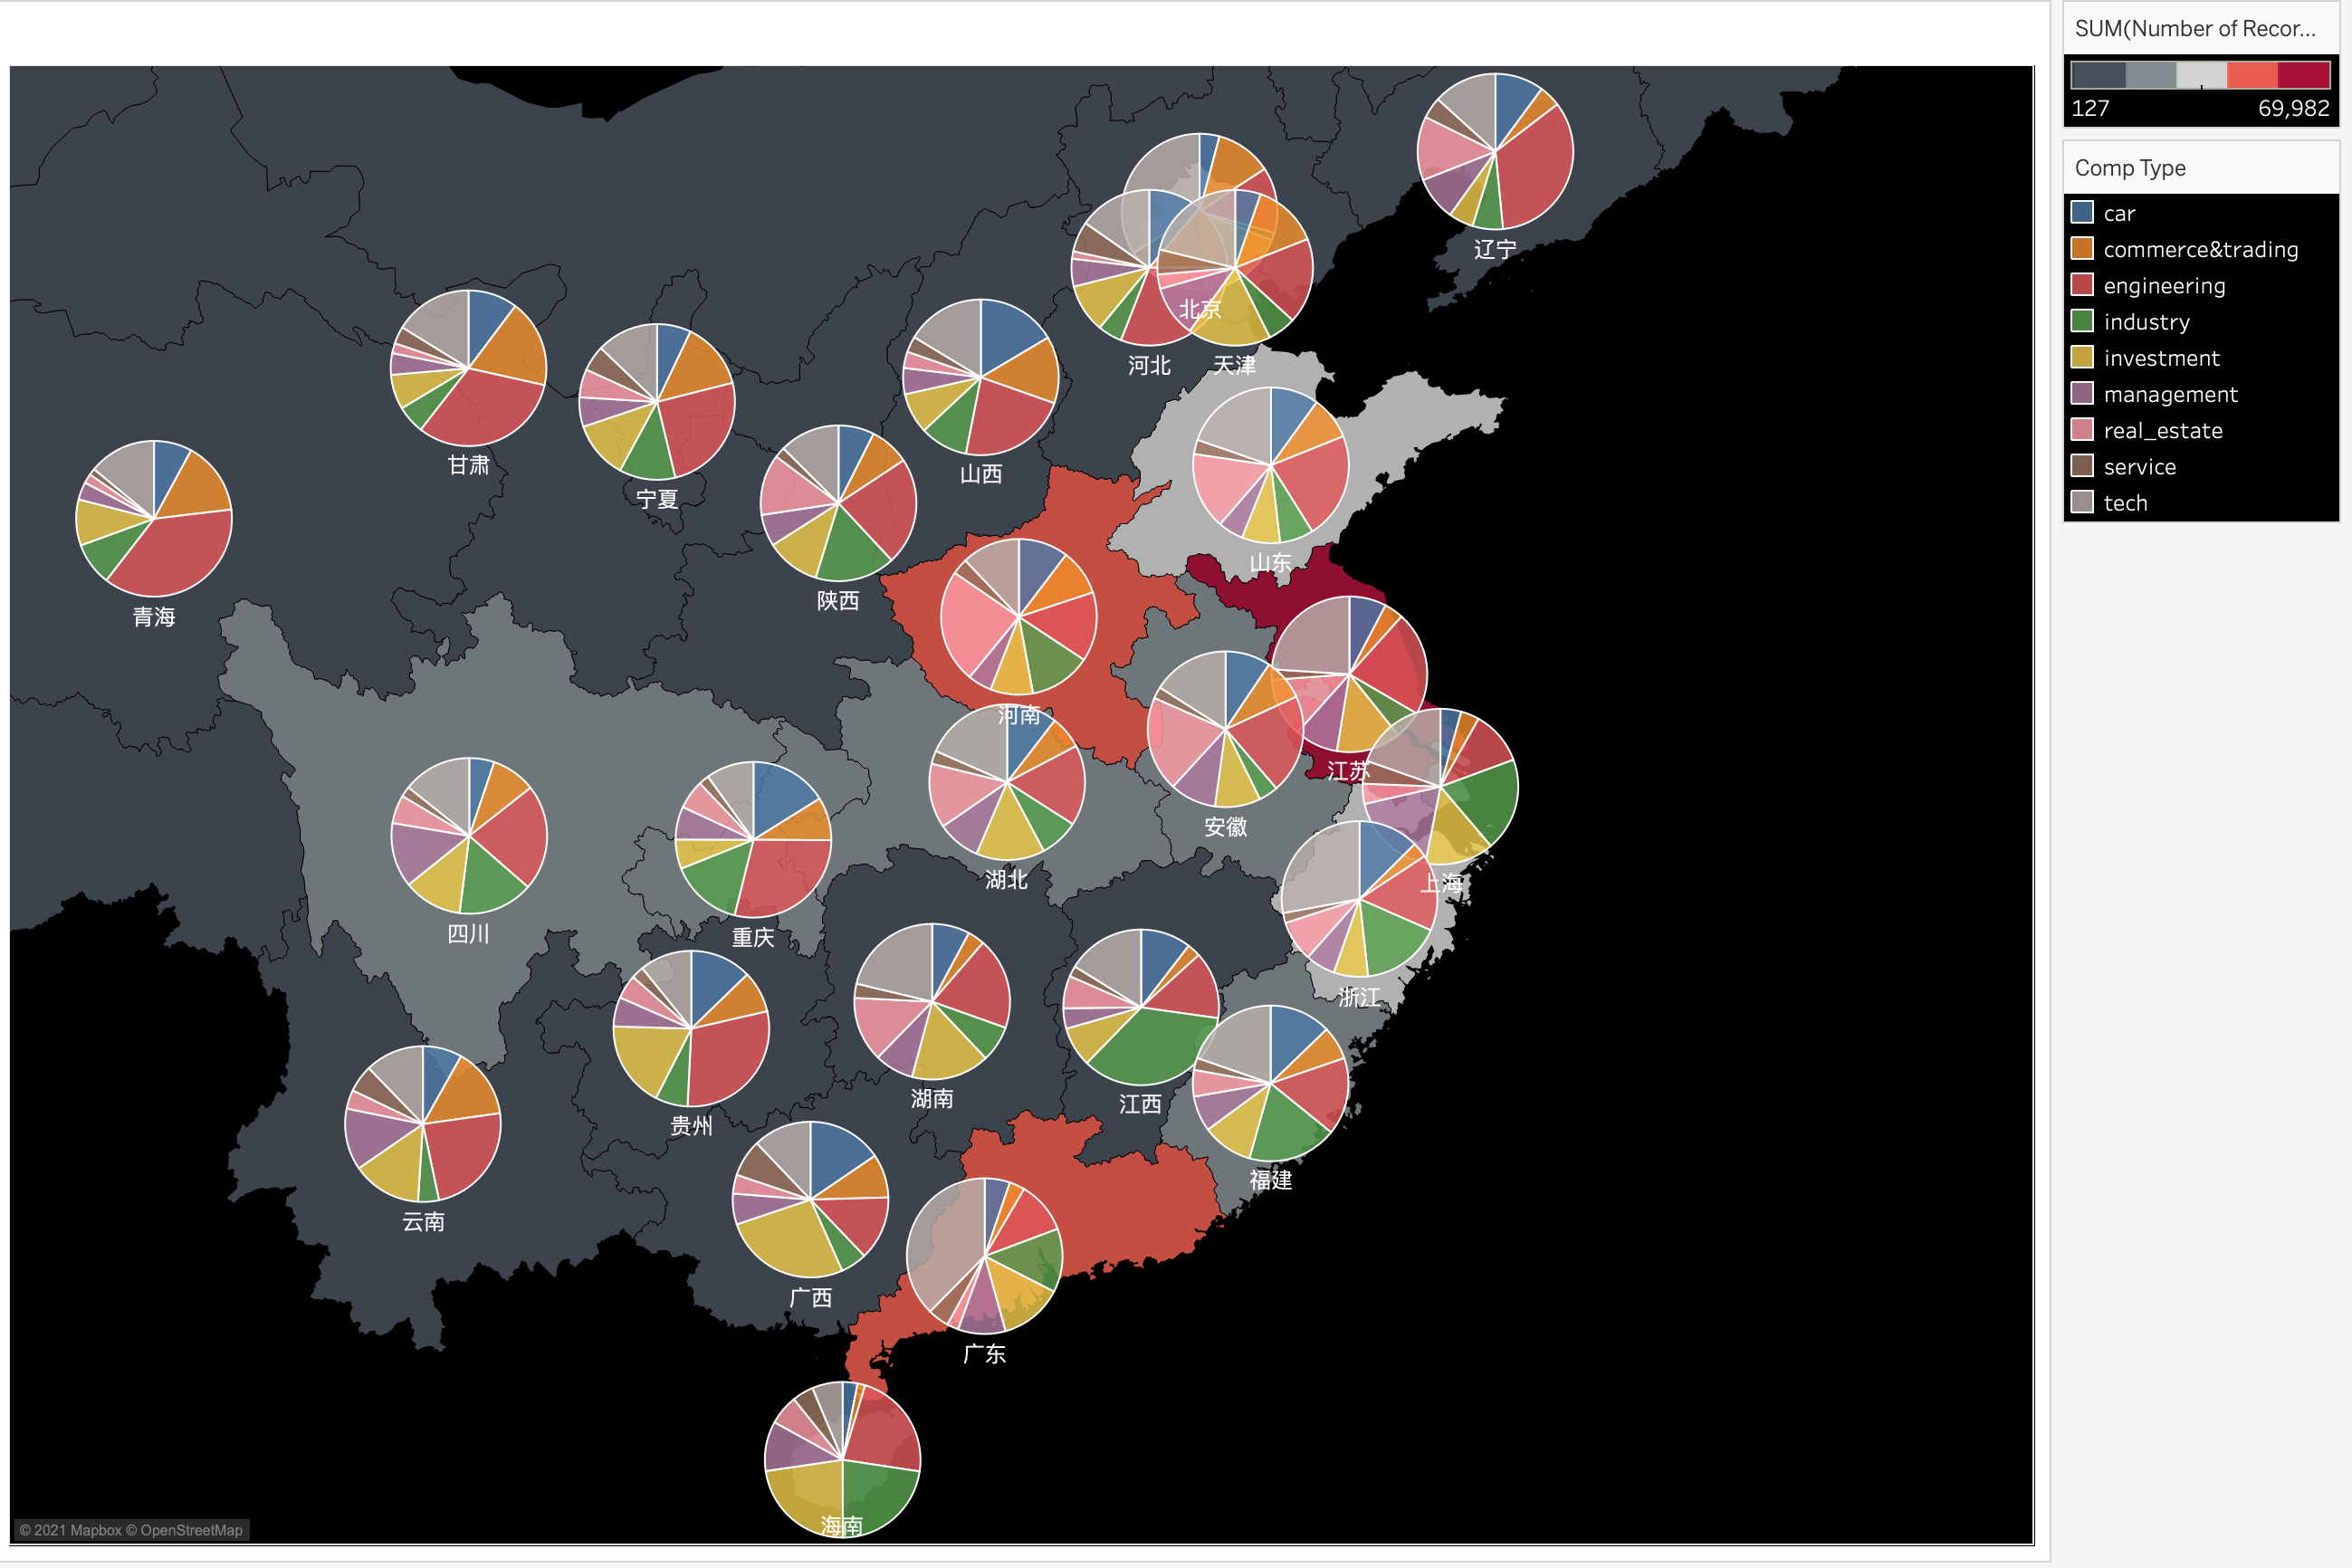 SUM(Number of Recor...
127 69,982
Comp Type
car
commerce&trading
engineering
industry
investment
management
real_estate
service
tech
辽宁
北京
河北
天津
甘肃
山西
宁夏
山东
陕西
青海
河南
江苏
安徽
湖北
上海
四川
重庆
浙江
湖南
江西
贵州
福建
云南
广西
广东
海南
© 2021 Mapbox © OpenStreetMap